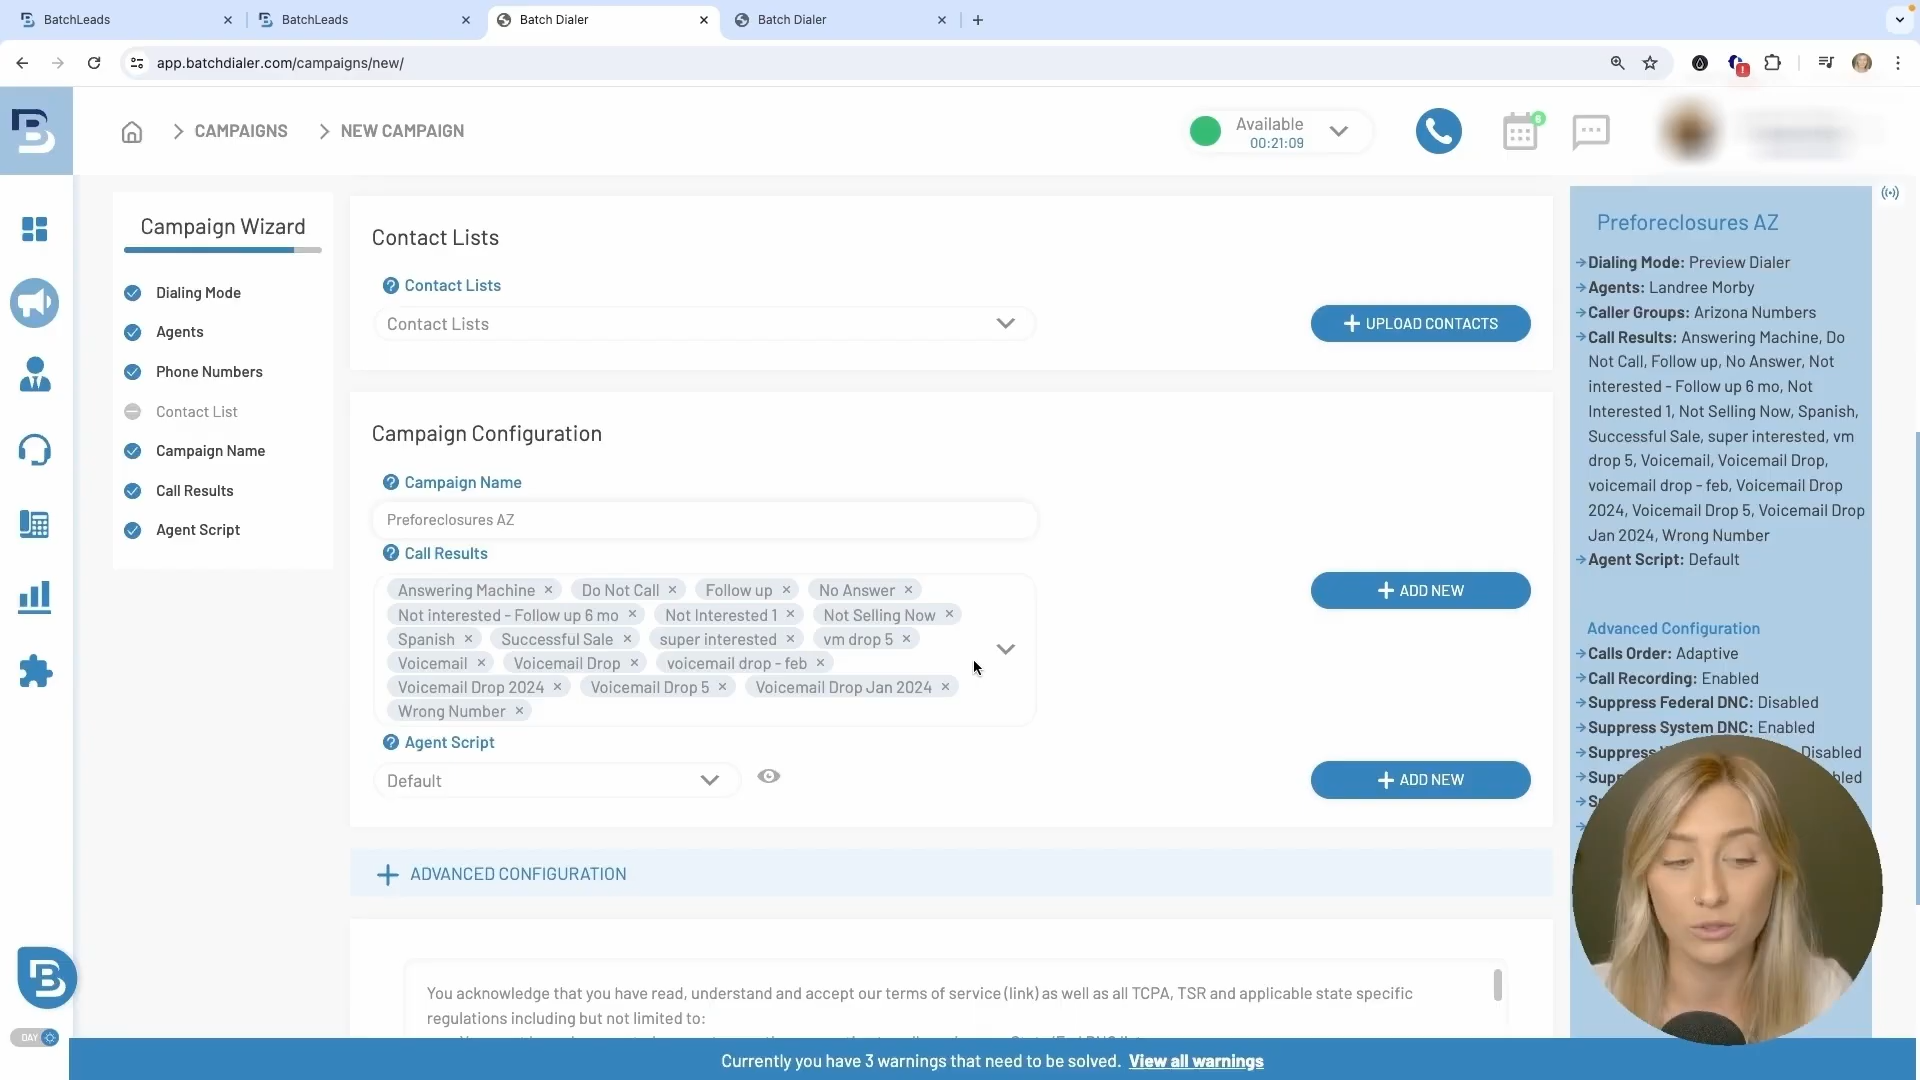 BatchLeads
BatchLeads
Batch Dialer
Batch Dialer
app.batchdialer.com/campaigns/new/
CAMPAIGNS
NEW CAMPAIGN
Available
00:21:09
6
Campaign Wizard
Dialing Mode
Agents
Phone Numbers
Contact List
Campaign Name
Call Results
Agent Script
Contact Lists
Contact Lists
Contact Lists
UPLOAD CONTACTS
Campaign Configuration
Campaign Name
Preforeclosures AZ
Call Results
Answering Machine × Do Not Call × Follow up × No Answer ×
Not interested - Follow up 6 mo × Not Interested 1 × Not Selling Now ×
Spanish × Successful Sale × super interested × vm drop 5 ×
Voicemail × Voicemail Drop × voicemail drop - feb ×
Voicemail Drop 2024 × Voicemail Drop 5 × Voicemail Drop Jan 2024 ×
Wrong Number ×
ADD NEW
Agent Script
Default
ADD NEW
ADVANCED CONFIGURATION
You acknowledge that you have read, understand and accept our terms of service (link) as well as all TCPA, TSR and applicable state specific
regulations including but not limited to:
Preforeclosures AZ
Dialing Mode: Preview Dialer
Agents: Landree Morby
Caller Groups: Arizona Numbers
Call Results: Answering Machine, Do
Not Call, Follow up, No Answer, Not
interested - Follow up 6 mo, Not
Interested 1, Not Selling Now, Spanish,
Successful Sale, super interested, vm
drop 5, Voicemail, Voicemail Drop,
voicemail drop - feb, Voicemail Drop
2024, Voicemail Drop 5, Voicemail Drop
Jan 2024, Wrong Number
Agent Script: Default
Advanced Configuration
Calls Order: Adaptive
Call Recording: Enabled
Suppress Federal DNC: Disabled
Suppress System DNC: Enabled
Suppress Disabled
DAY
Currently you have 3 warnings that need to be solved. View all warnings